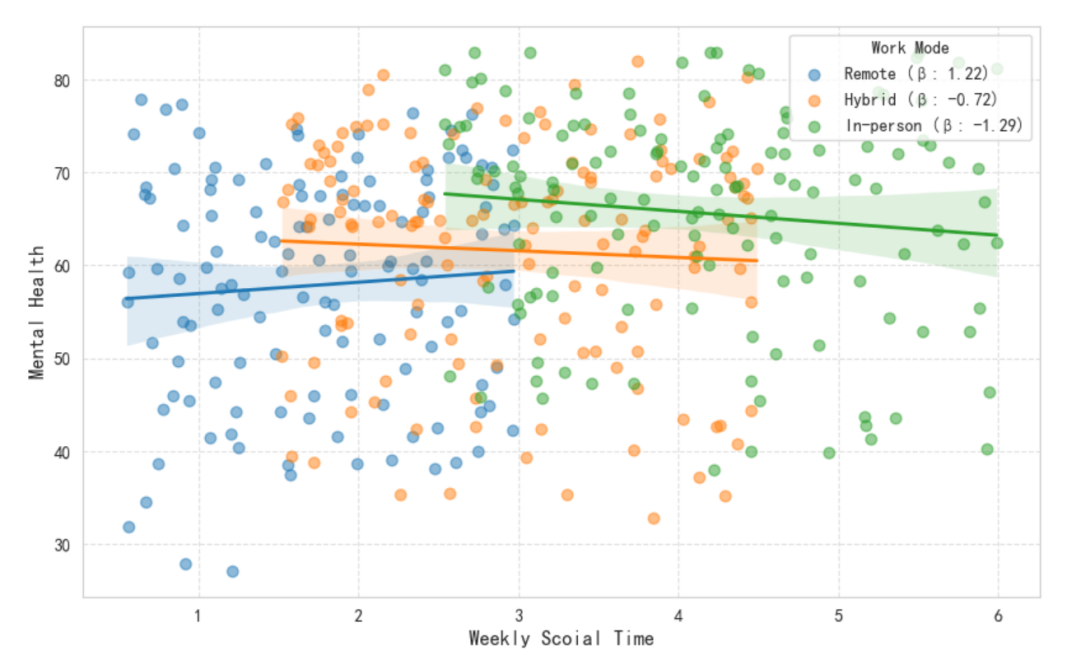 Work Mode
Remote (β: 1.22)
Hybrid (β: -0.72)
In-person (β: -1.29)
80
70
60
50
40
30
Mental Health
1 2 3 4 5 6
Weekly Scoial Time